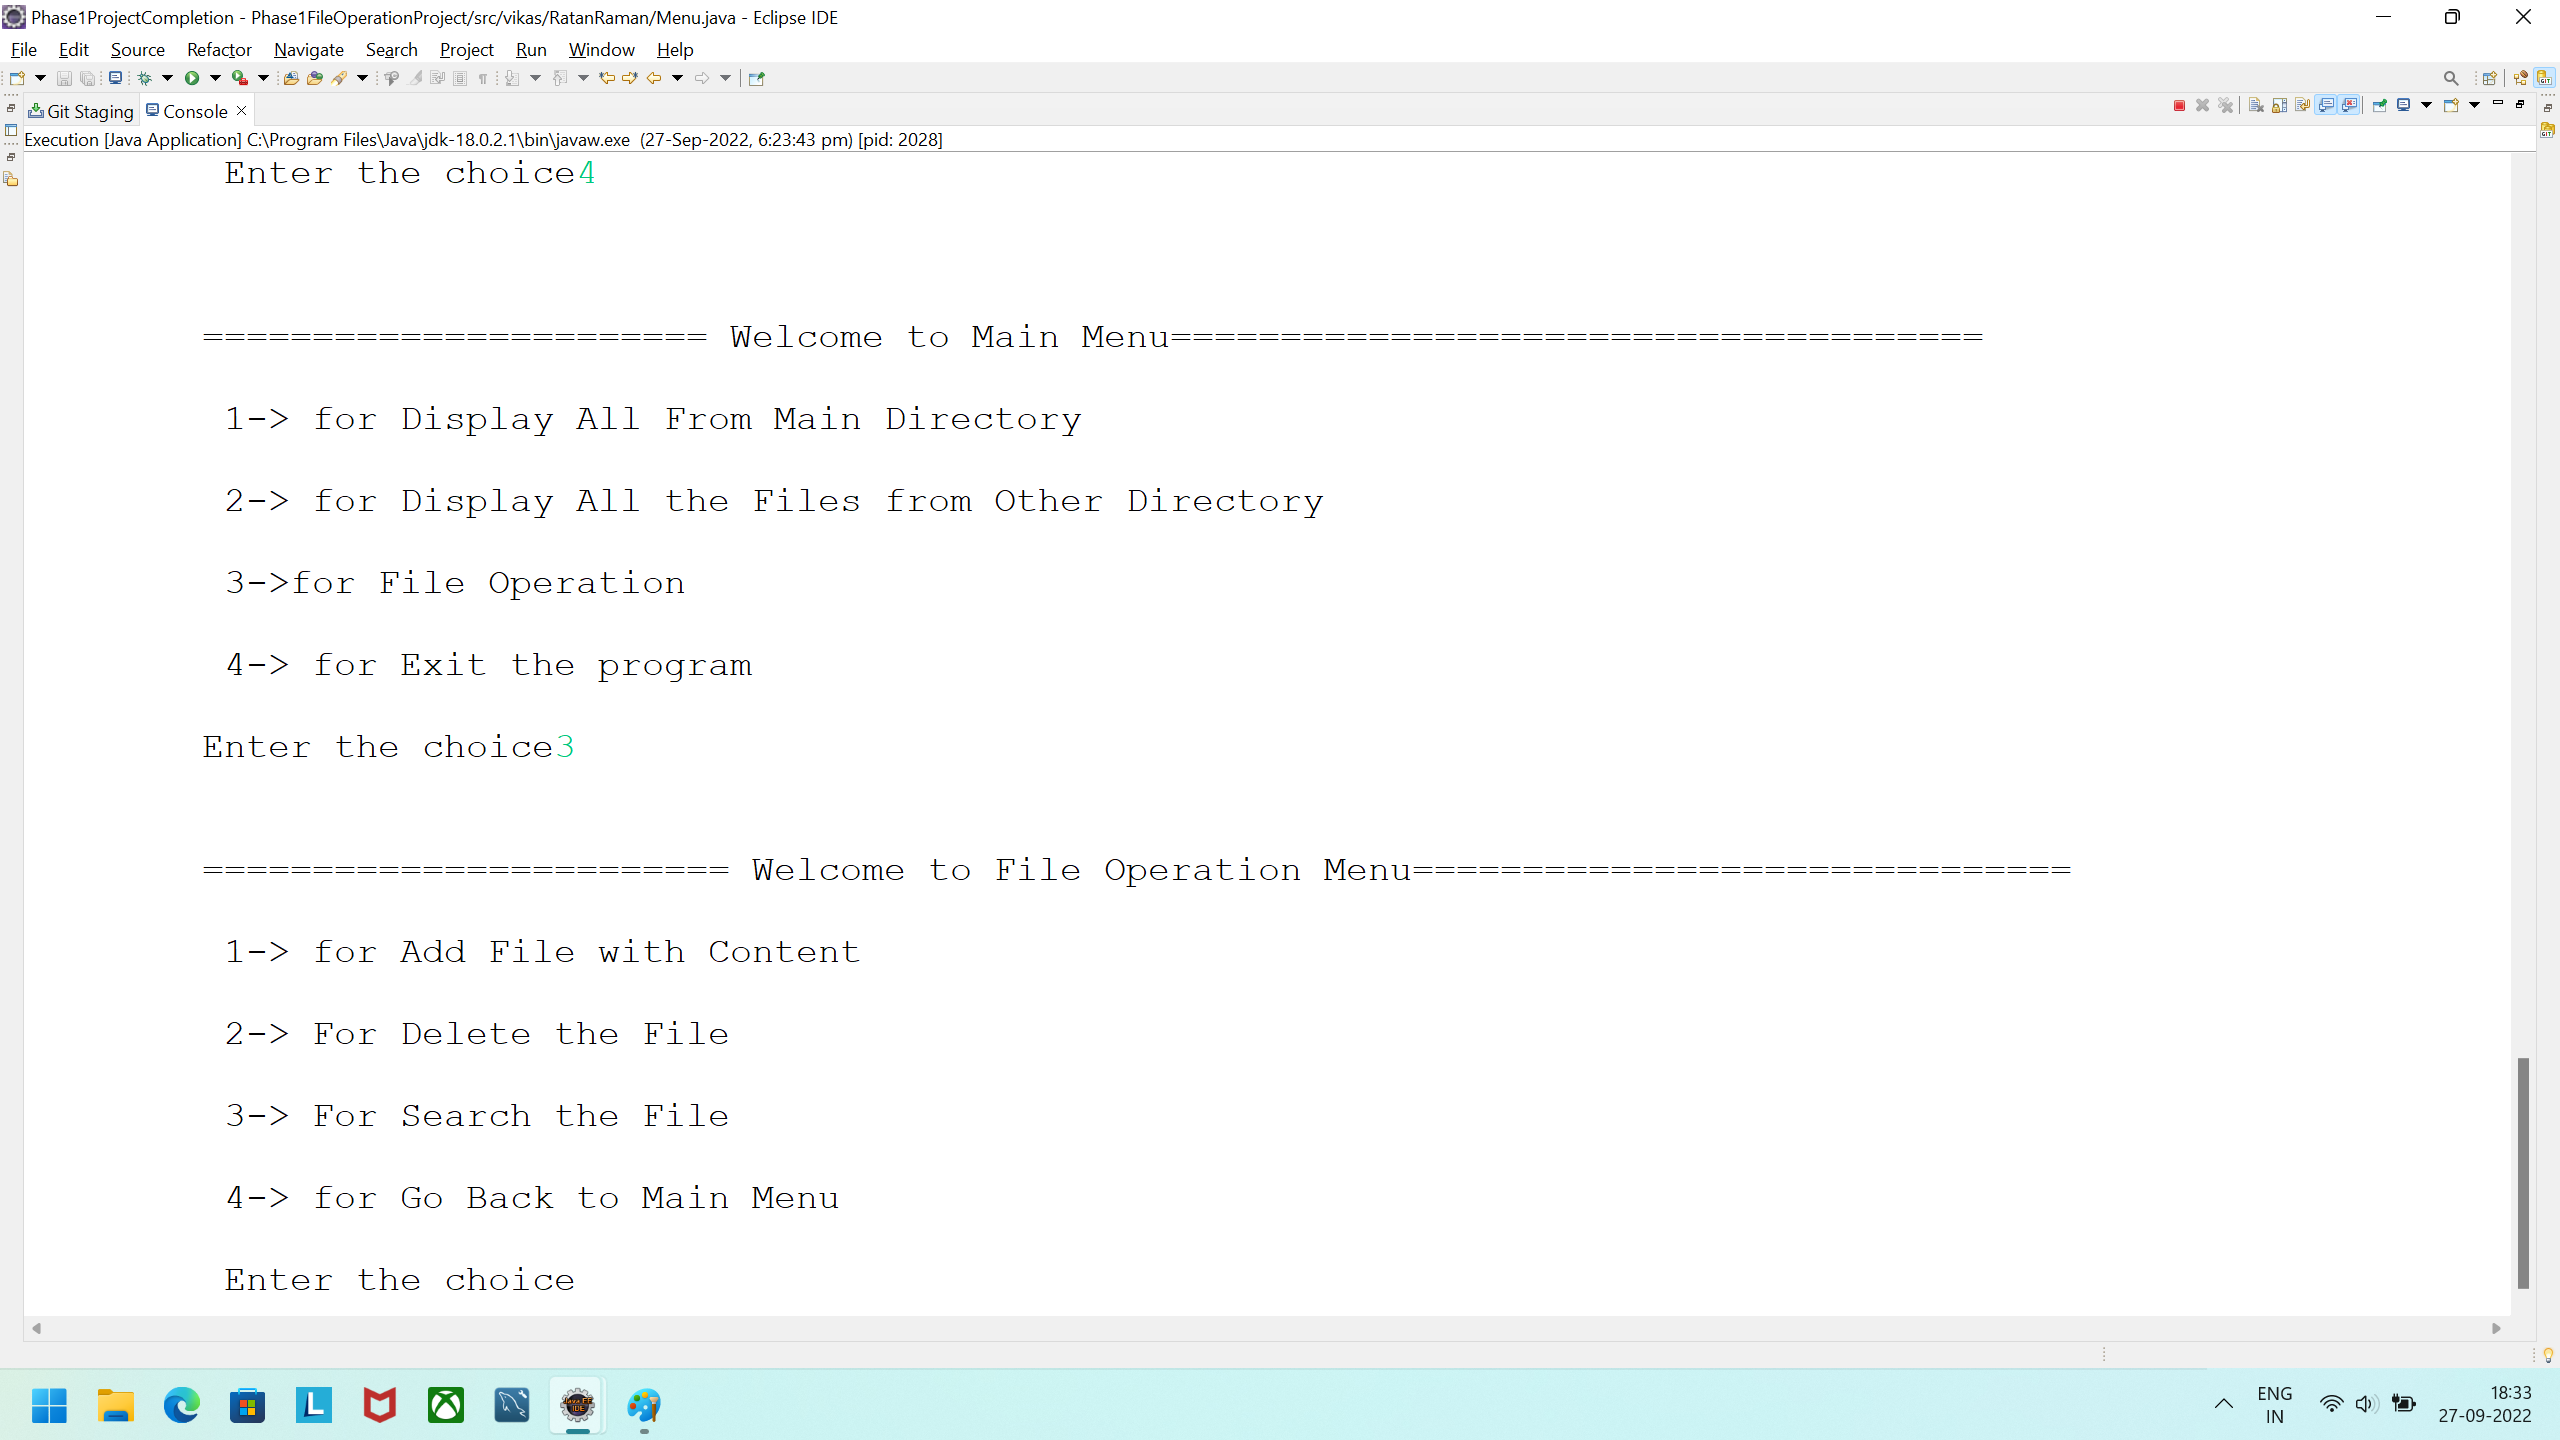 Phase1ProjectCompletion - Phase1FileOperationProject/src/vikas/RatanRaman/Menu.java - Eclipse IDE
File Edit Source Refactor Navigate Search Project Run Window Help
Git Staging Console
Execution [Java Application] C:\Program Files\Java\jdk-18.0.2.1\bin\javaw.exe (27-Sep-2022, 6:23:43 pm) [pid: 2028]
Enter the choice4
======================= Welcome to Main Menu=====================================
1-> for Display All From Main Directory
2-> for Display All the Files from Other Directory
3->for File Operation
4-> for Exit the program
Enter the choice3
======================== Welcome to File Operation Menu==============================
1-> for Add File with Content
2-> For Delete the File
3-> For Search the File
4-> for Go Back to Main Menu
Enter the choice
ENG
IN
18:33
27-09-2022